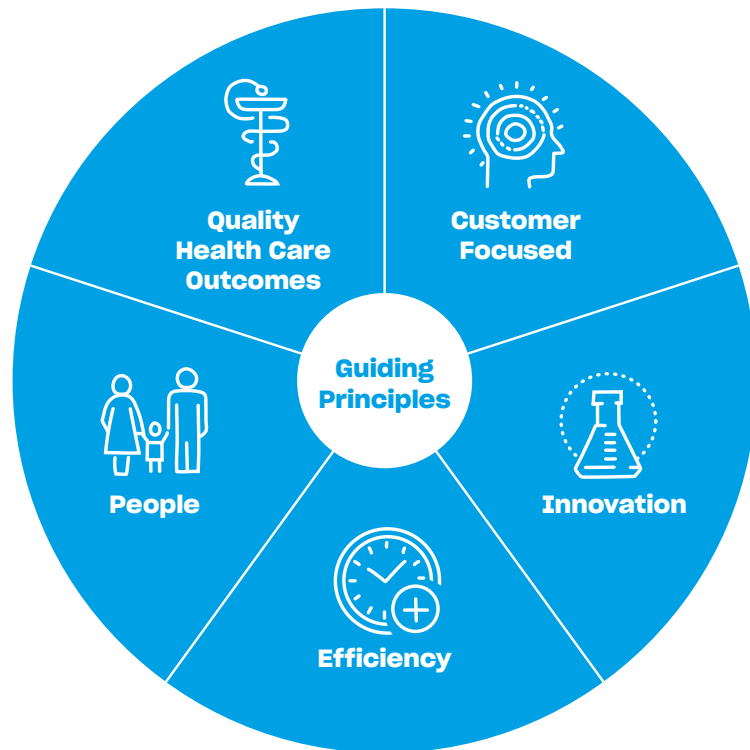 Quality
Health Care
Outcomes
Customer
Focused
Guiding
Principles
People
Innovation
Efficiency